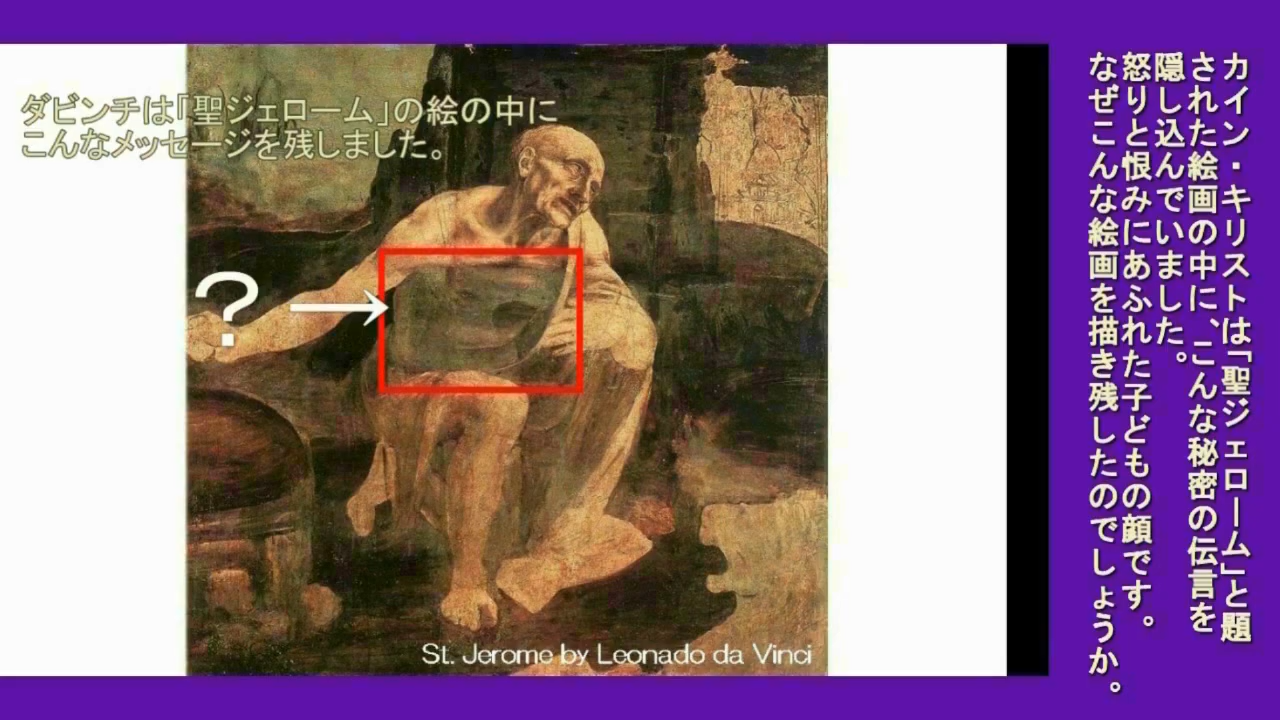 カイン・キリストは「聖ジェローム」と題
された絵画の中に、こんな秘密の伝言を
隠し込んでいました。
怒りと恨みにあふれた子どもの顔です。
なぜこんな絵画を描き残したのでしょうか。
ダビンチは「聖ジェローム」の絵の中に
こんなメッセージを残しました。
?→
St. Jerome by Leonado da Vinci